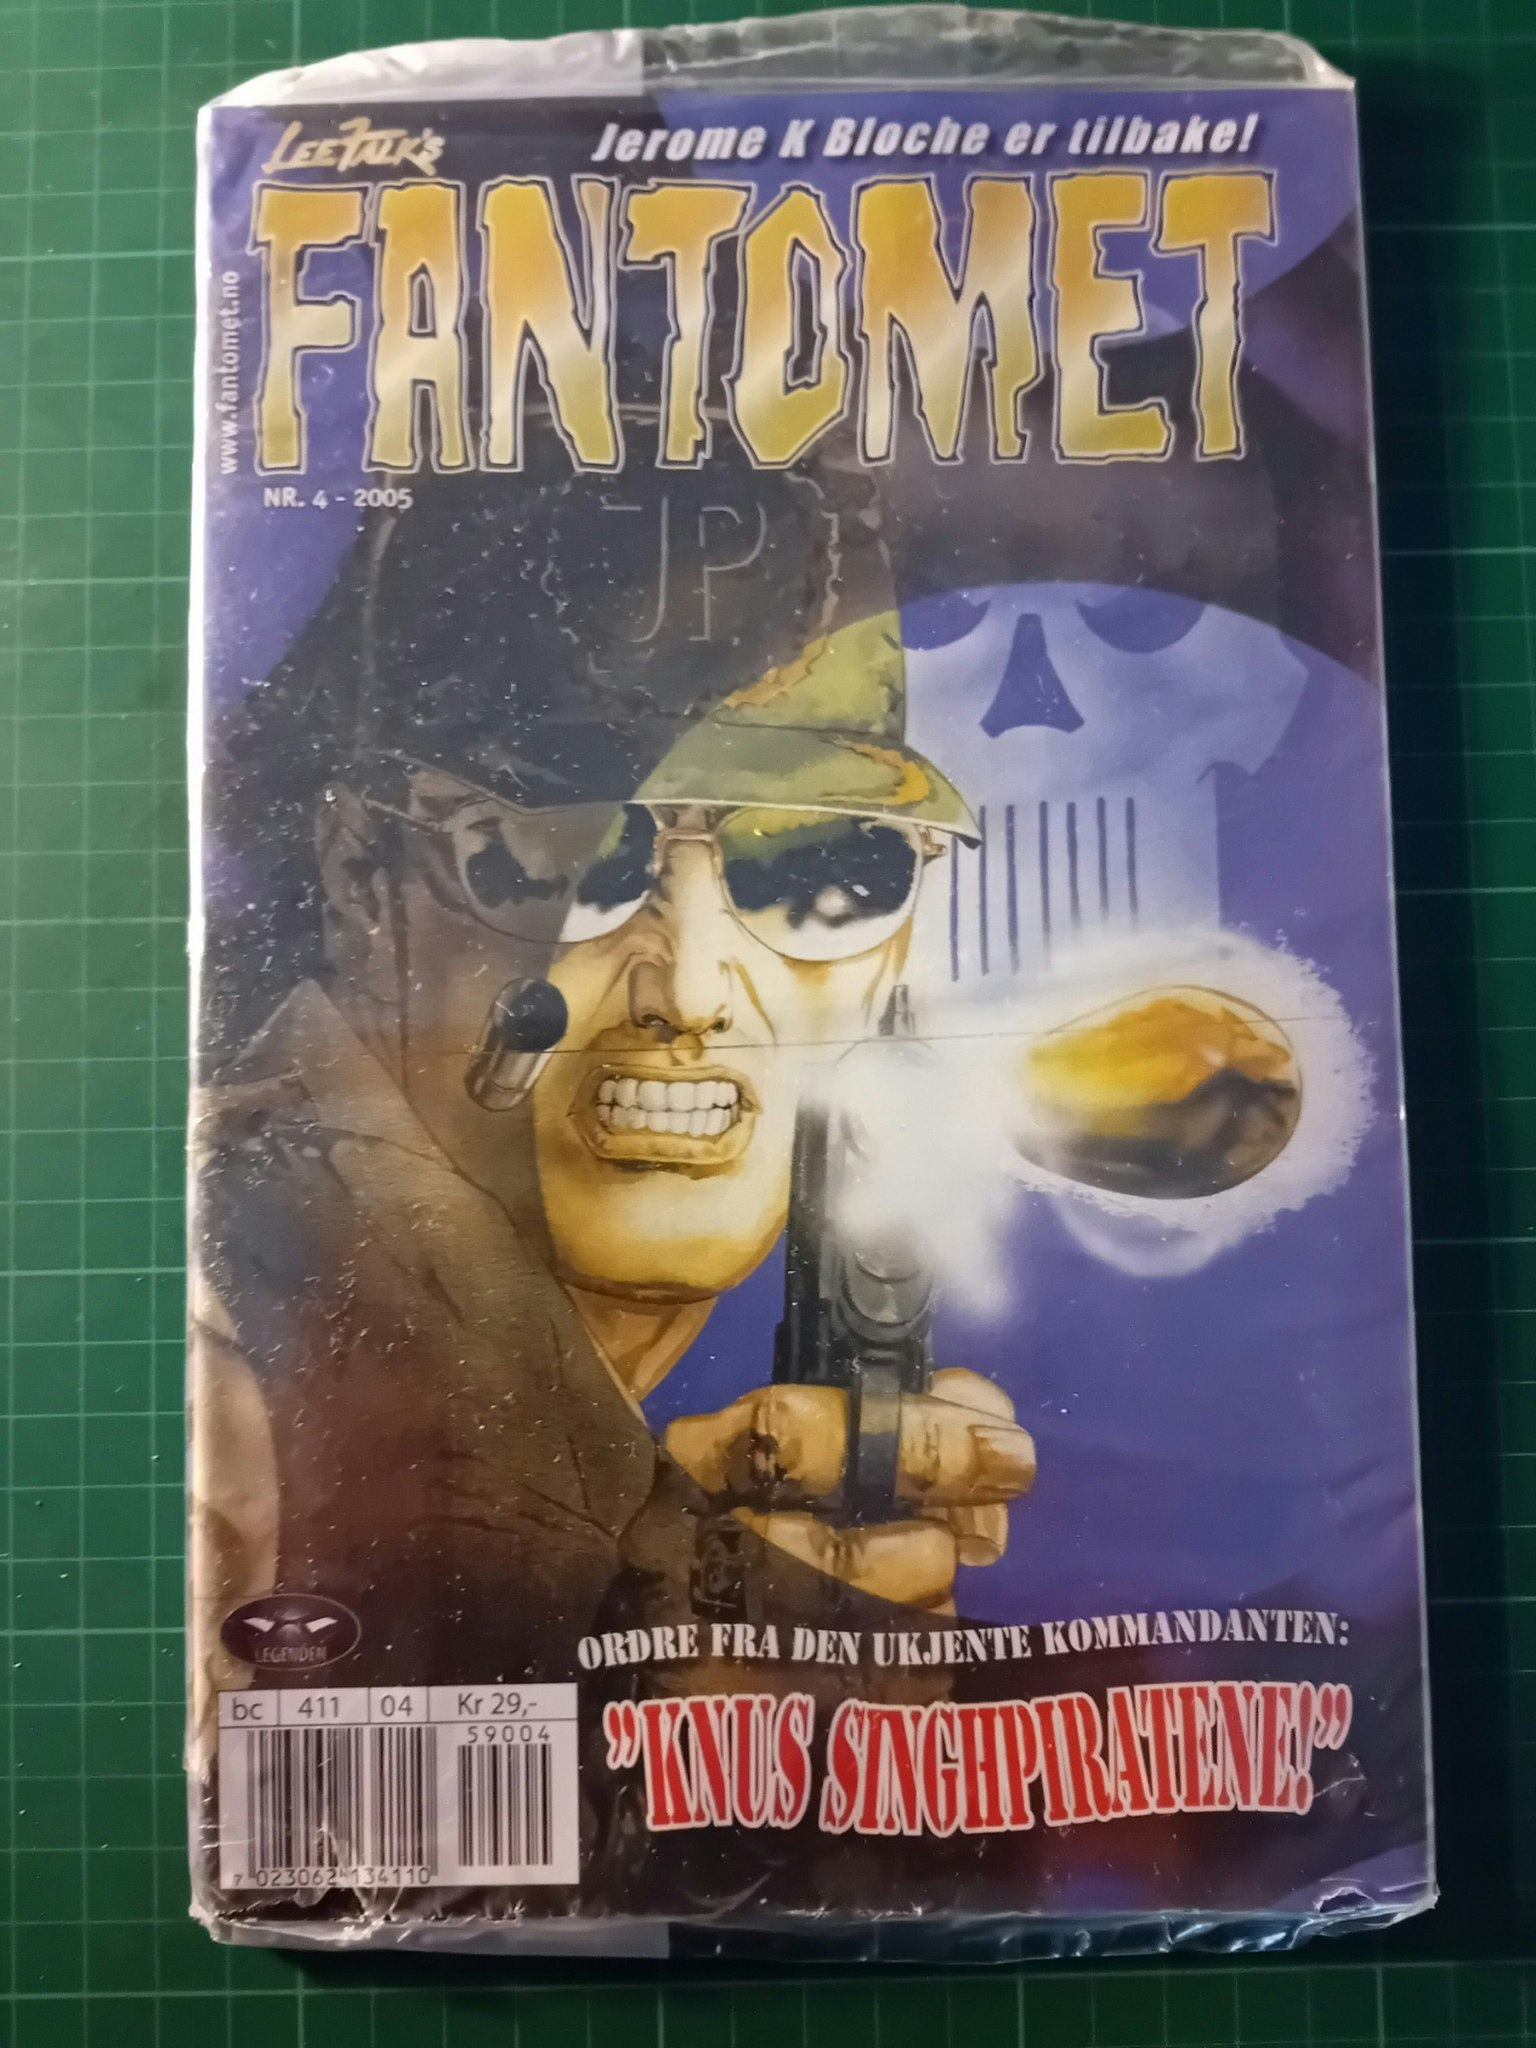 Jerome K Bloche er tilbake!
LEE FALK'S
FANTOMET
www.fantomet.no
NR. 4 - 2005
JP
LEGENDEN
ORDRE FRA DEN UKJENTE KOMMANDANTEN:
"KNUS SINGHPIRATENE!"
bc 411 04 Kr 29,-
59004
7 023062 134110